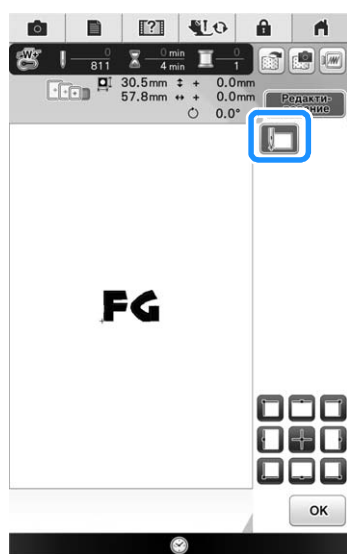 ?
W+
0 0 min 0
811 4 min 1
30.5mm + 0.0mm
57.8mm + 0.0mm
0.0°
Редакти-
рование
FG
OK